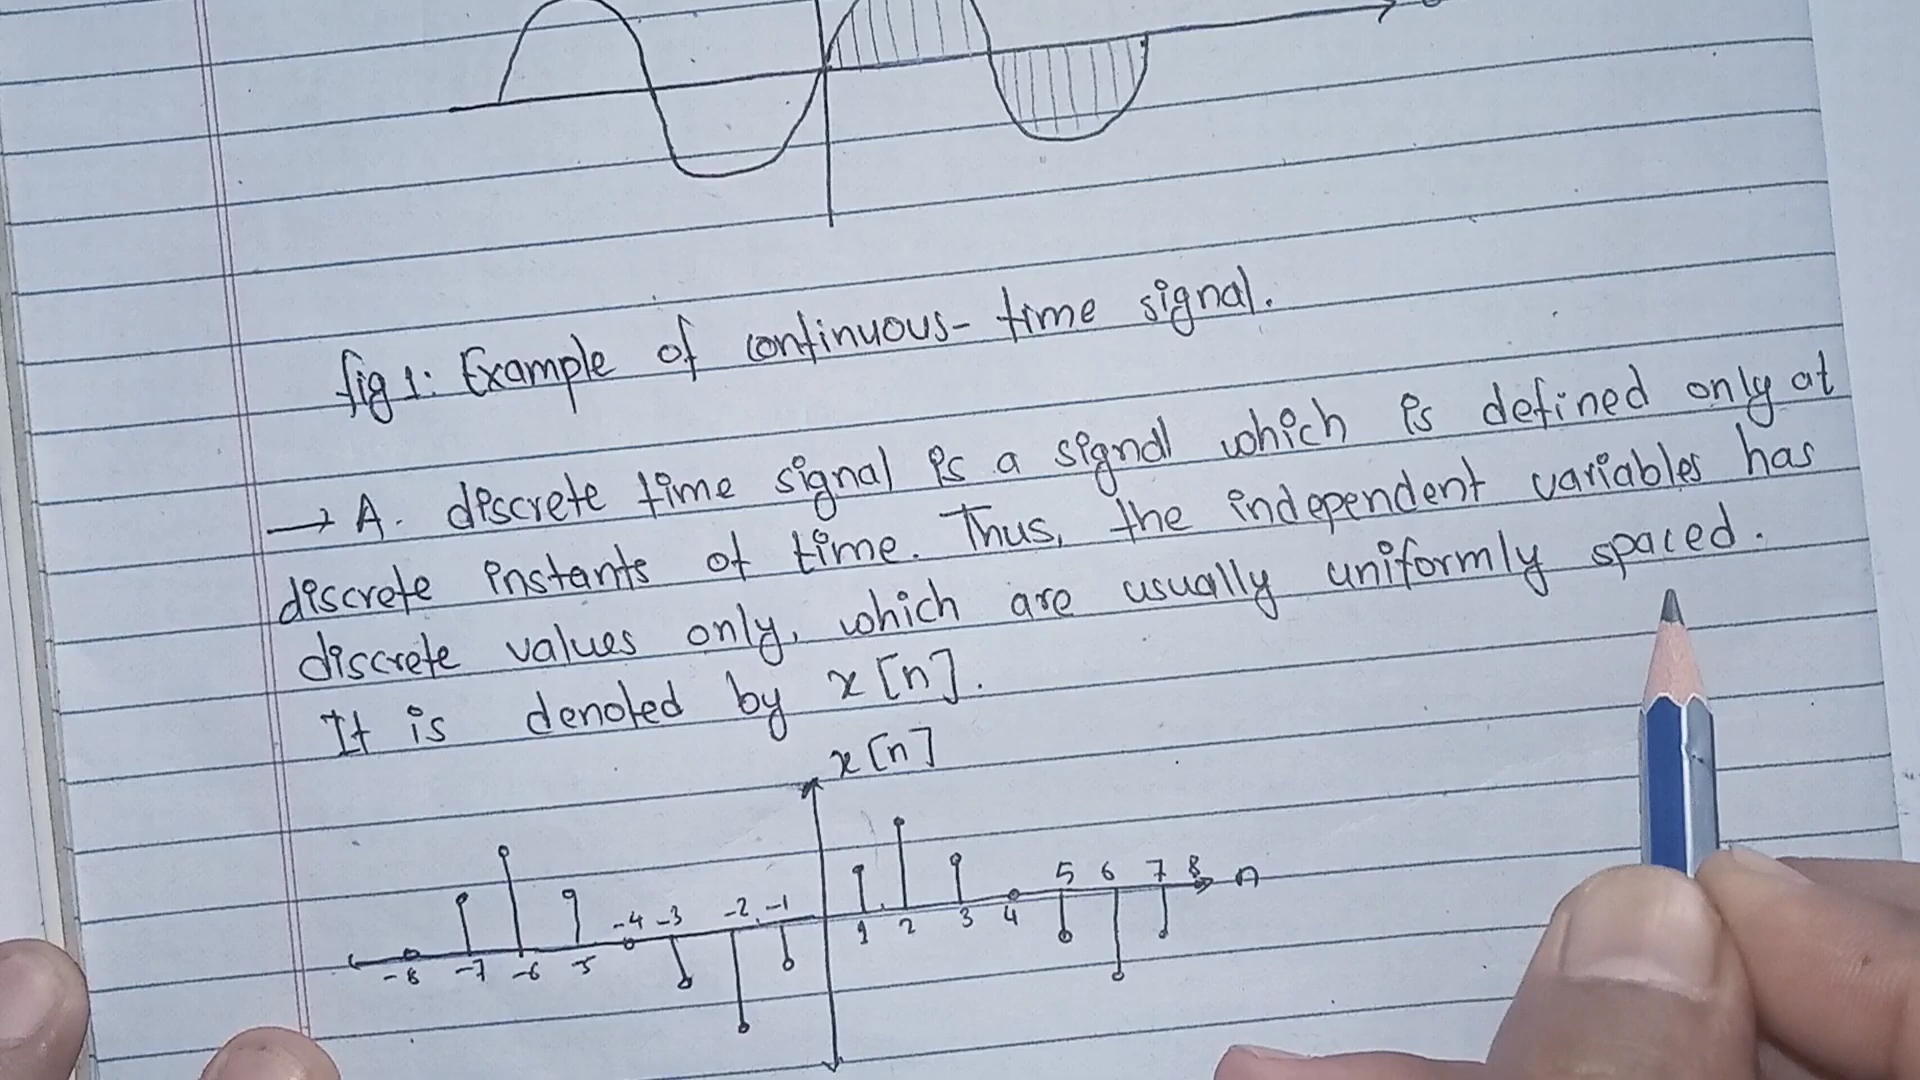 fig 1: Example of continuous-time signal.
→ A. discrete time signal is a signal which is defined only at
discrete instants of time. Thus, the independent variables has
discrete values only, which are usually uniformly spaced.
It is denoted by x[n].
x[n]
5 6 7 8 n
-4 -3 -2 -1
1 2 3 4
-8 -7 -6 -5